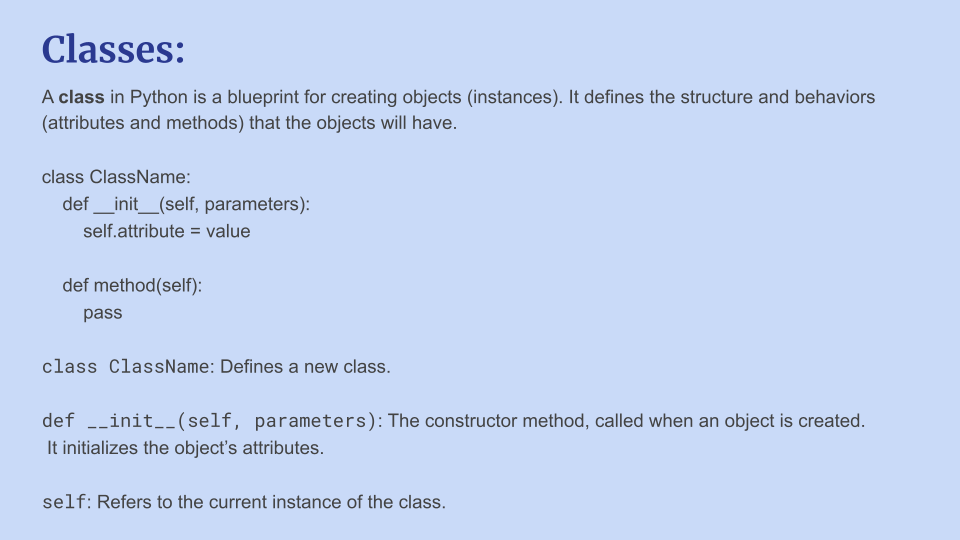 Classes:
A class in Python is a blueprint for creating objects (instances). It defines the structure and behaviors
(attributes and methods) that the objects will have.
class ClassName:
    def __init__(self, parameters):
        self.attribute = value
    def method(self):
        pass
class ClassName: Defines a new class.
def __init__(self, parameters): The constructor method, called when an object is created.
It initializes the object’s attributes.
self: Refers to the current instance of the class.